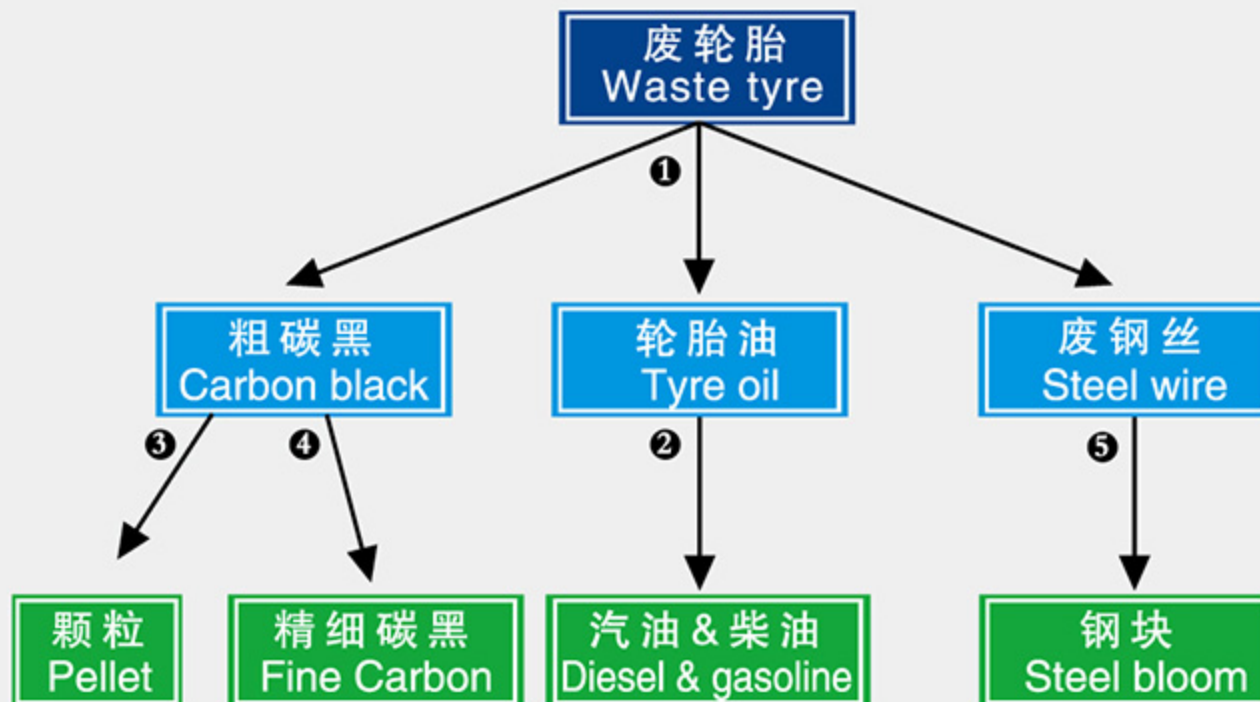 废轮胎
Waste tyre
❶
粗碳黑
Carbon black
轮胎油
Tyre oil
废钢丝
Steel wire
❸
❹
❷
❺
颗粒
Pellet
精细碳黑
Fine Carbon
汽油&柴油
Diesel & gasoline
钢块
Steel bloom